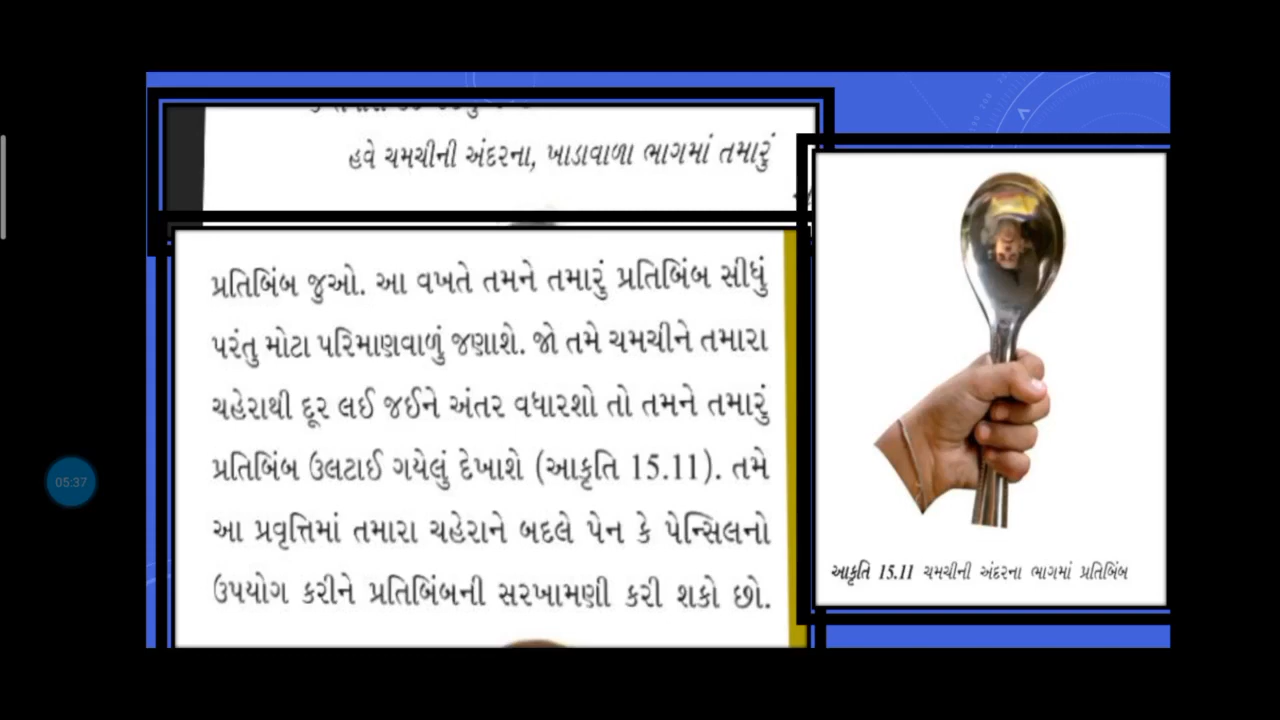 હવે ચમચીની અંદરના, ખાડાવાળા ભાગમાં તમારું
પ્રતિબિંબ જુઓ. આ વખતે તમને તમારું પ્રતિબિંબ સીધું
પરંતુ મોટા પરિમાણવાળું જણાશે. જો તમે ચમચીને તમારા
ચહેરાથી દૂર લઈ જઈને અંતર વધારશો તો તમને તમારું
પ્રતિબિંબ ઉલટાઈ ગયેલું દેખાશે (આકૃતિ 15.11). તમે
આ પ્રવૃત્તિમાં તમારા ચહેરાને બદલે પેન કે પેન્સિલનો
ઉપયોગ કરીને પ્રતિબિંબની સરખામણી કરી શકો છો.
આકૃતિ 15.11 ચમચીની અંદરના ભાગમાં પ્રતિબિંબ
05:37